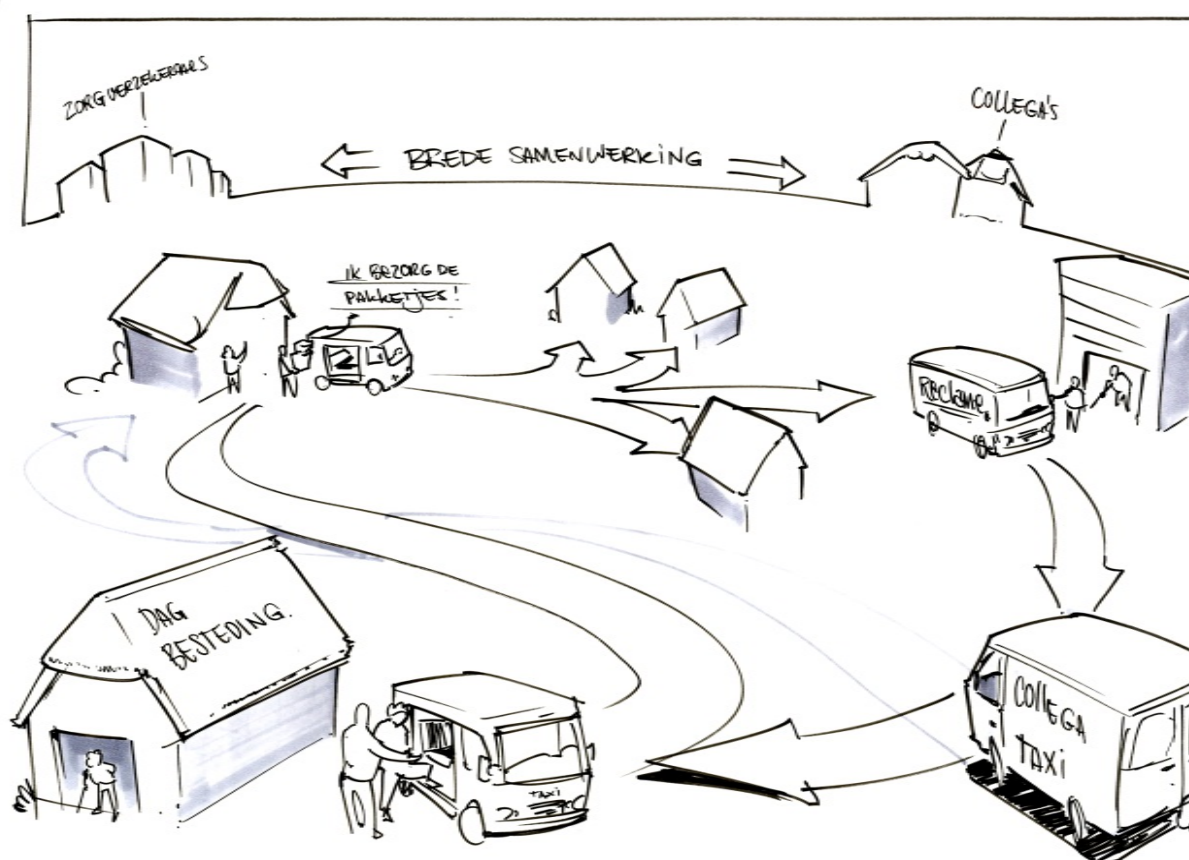 ZORGVERZEKERAARS
COLLEGA'S
BREDE SAMENWERKING
IK BEZORG DE
PAKKETJES!
Reclame
DAG
BESTEDING.
COLLEGA
TAXI
TAXI